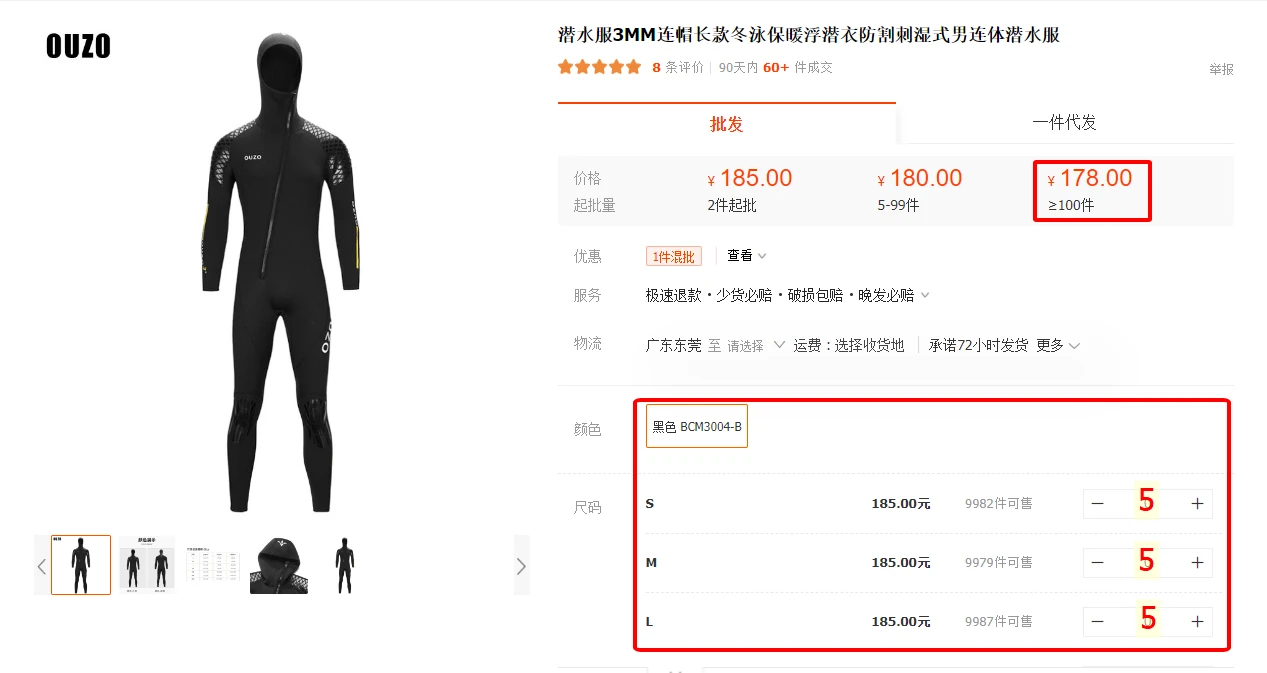 OUZO
潜水服3MM连帽长款冬泳保暖浮潜衣防割刺湿式男连体潜水服
8 条评价 90天内 60+ 件成交
举报
批发
一件代发
价格 ¥ 185.00 ¥ 180.00 ¥ 178.00
起批量 2件起批 5-99件 ≥100件
优惠 1件混批 查看
服务 极速退款・少货必赔・破损包赔・晚发必赔
物流 广东东莞 至 请选择 运费：选择收货地 承诺72小时发货 更多
颜色 黑色 BCM3004-B
尺码
S 185.00元 9982件可售 − 5 +
M 185.00元 9979件可售 − 5 +
L 185.00元 9987件可售 − 5 +
OUZO
OUZO